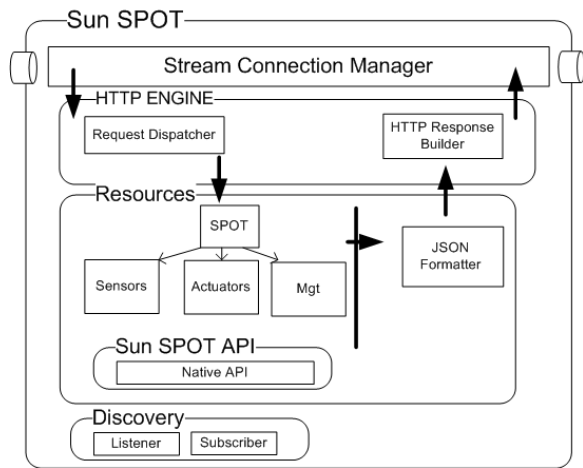 Sun SPOT
Stream Connection Manager
HTTP ENGINE
Request Dispatcher
HTTP Response
Builder
Resources
SPOT
Sensors
Actuators
Mgt
JSON
Formatter
Sun SPOT API
Native API
Discovery
Listener
Subscriber